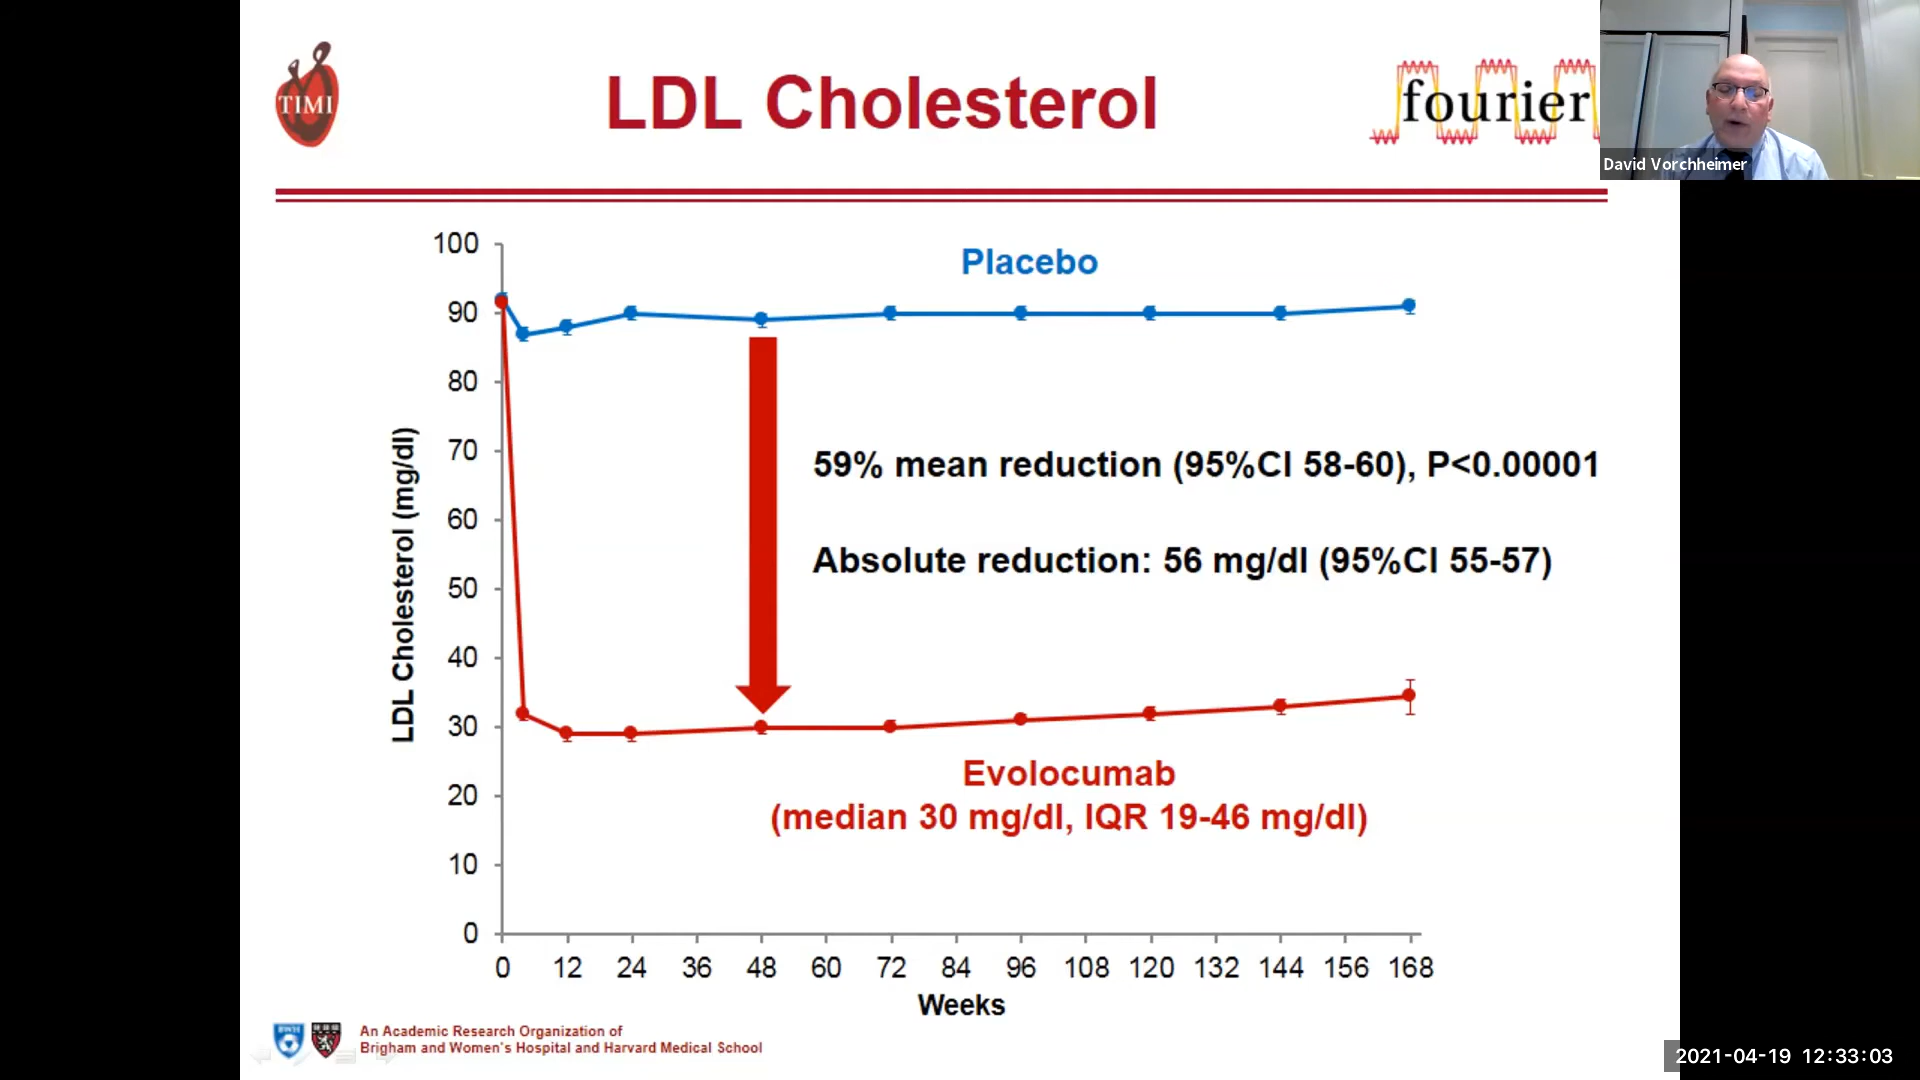 TIMI
LDL Cholesterol
fourier
David Vorchheimer
100
90
80
70
60
50
40
30
20
10
0
LDL Cholesterol (mg/dl)
Placebo
59% mean reduction (95%CI 58-60), P<0.00001
Absolute reduction: 56 mg/dl (95%CI 55-57)
Evolocumab
(median 30 mg/dl, IQR 19-46 mg/dl)
0 12 24 36 48 60 72 84 96 108 120 132 144 156 168
Weeks
BWH
An Academic Research Organization of
Brigham and Women's Hospital and Harvard Medical School
2021-04-19 12:33:03